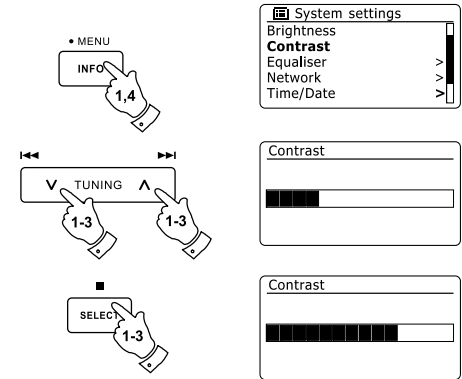 • MENU
INFO
1,4
System settings
Brightness
Contrast
Equaliser >
Network >
Time/Date >
TUNING
1-3
1-3
Contrast
SELECT
1-3
Contrast